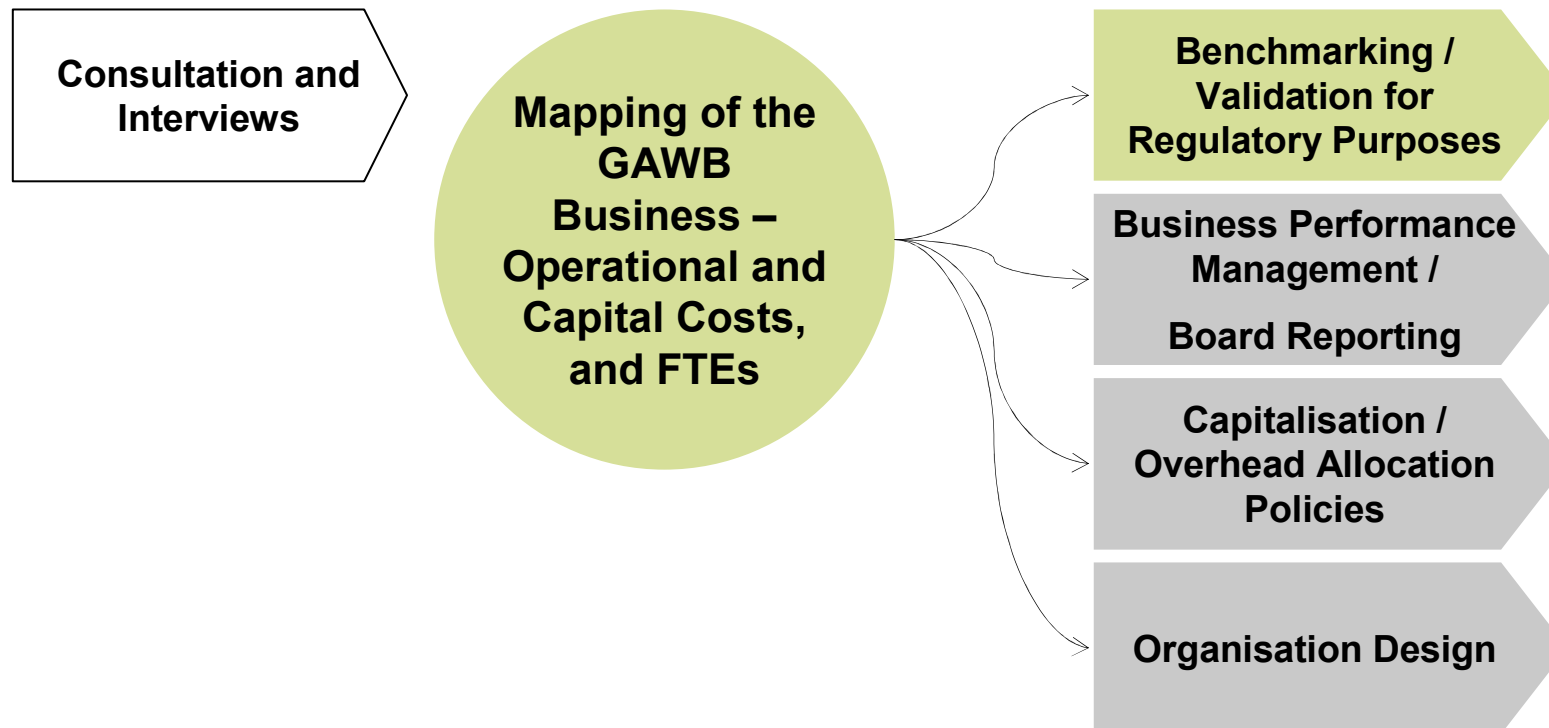 Consultation and
Interviews
Mapping of the
GAWB
Business –
Operational and
Capital Costs,
and FTEs
Benchmarking /
Validation for
Regulatory Purposes
Business Performance
Management /
Board Reporting
Capitalisation /
Overhead Allocation
Policies
Organisation Design